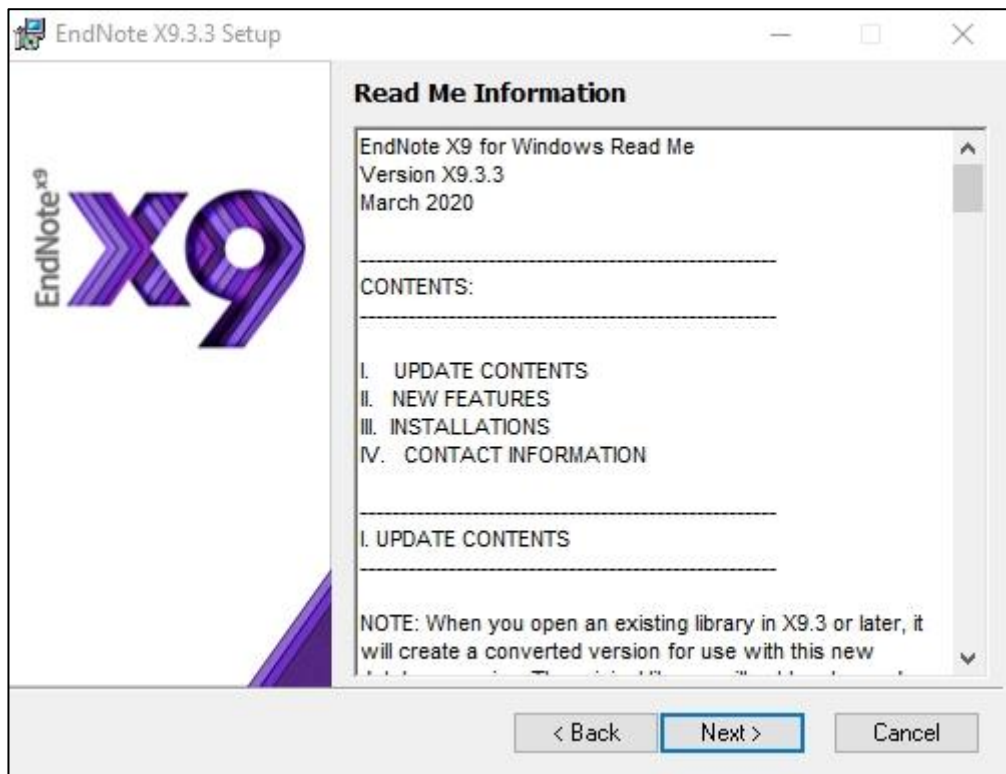 EndNote X9.3.3 Setup
EndNote x9
X9
Read Me Information
EndNote X9 for Windows Read Me
Version X9.3.3
March 2020
CONTENTS:
I. UPDATE CONTENTS
II. NEW FEATURES
III. INSTALLATIONS
IV. CONTACT INFORMATION
I. UPDATE CONTENTS
NOTE: When you open an existing library in X9.3 or later, it
will create a converted version for use with this new
< Back
Next >
Cancel